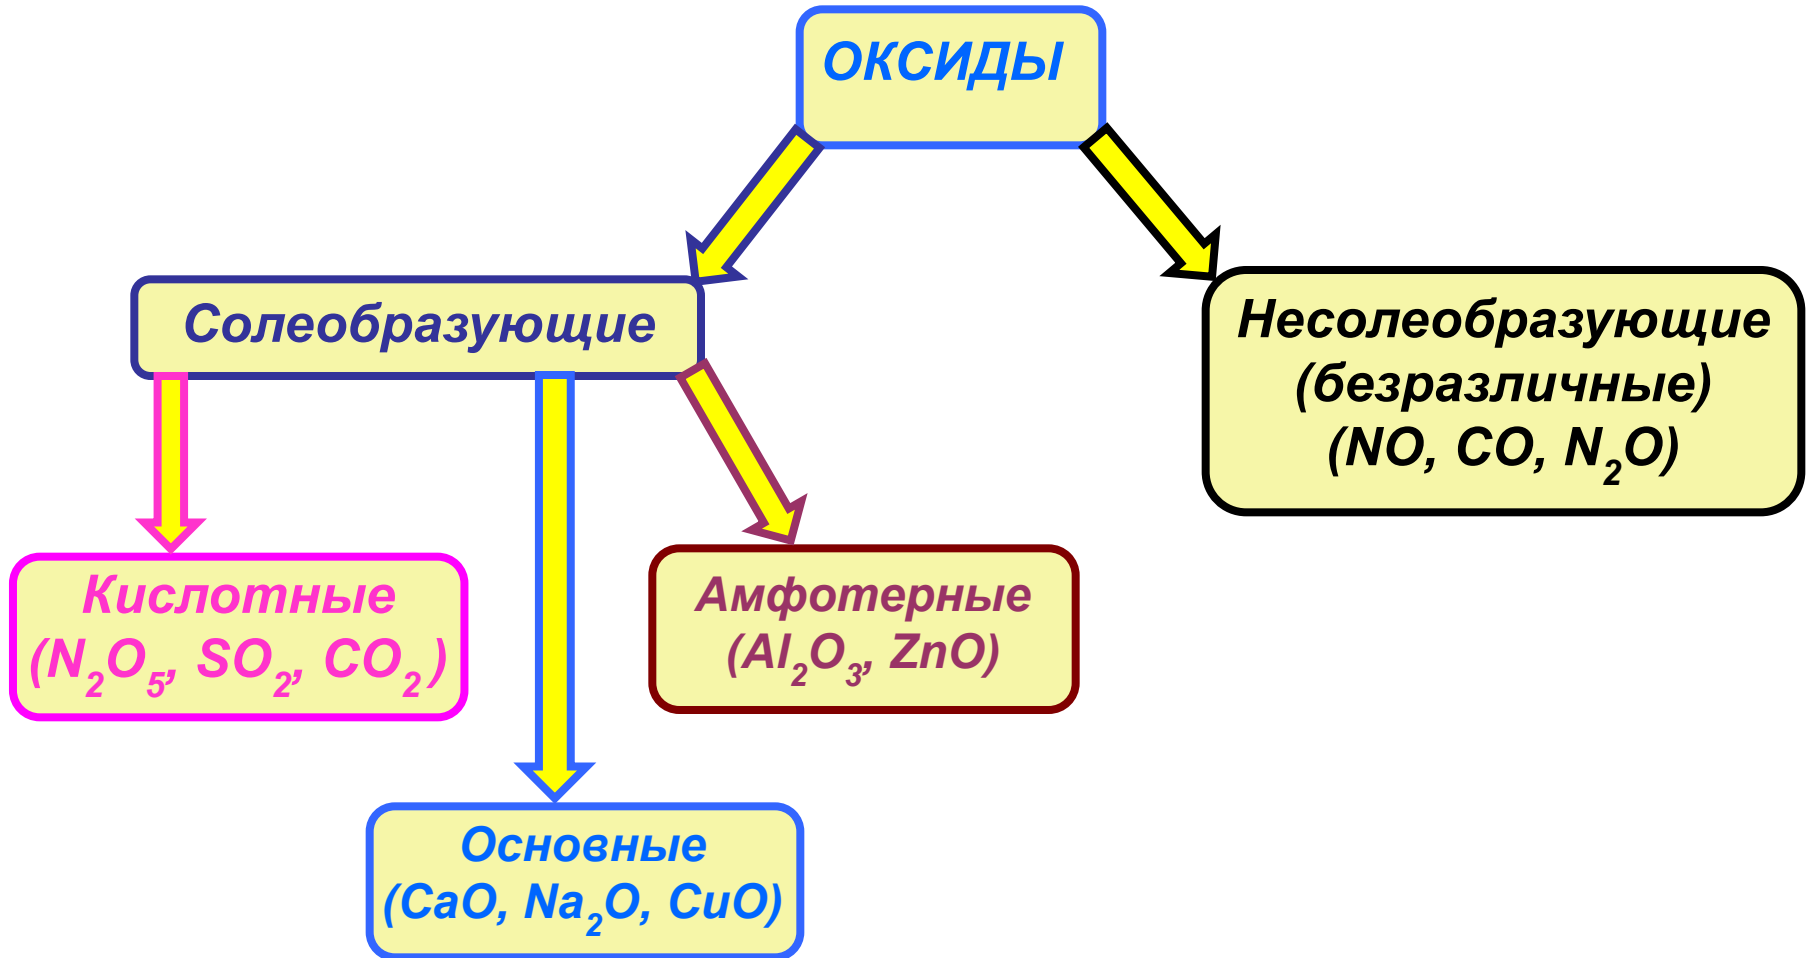 ОКСИДЫ
Солеобразующие
Несолеобразующие
(безразличные)
(NO, CO, N₂O)
Кислотные
(N₂O₅, SO₂, CO₂ )
Амфотерные
(Al₂O₃, ZnO)
Основные
(CaO, Na₂O, CuO)